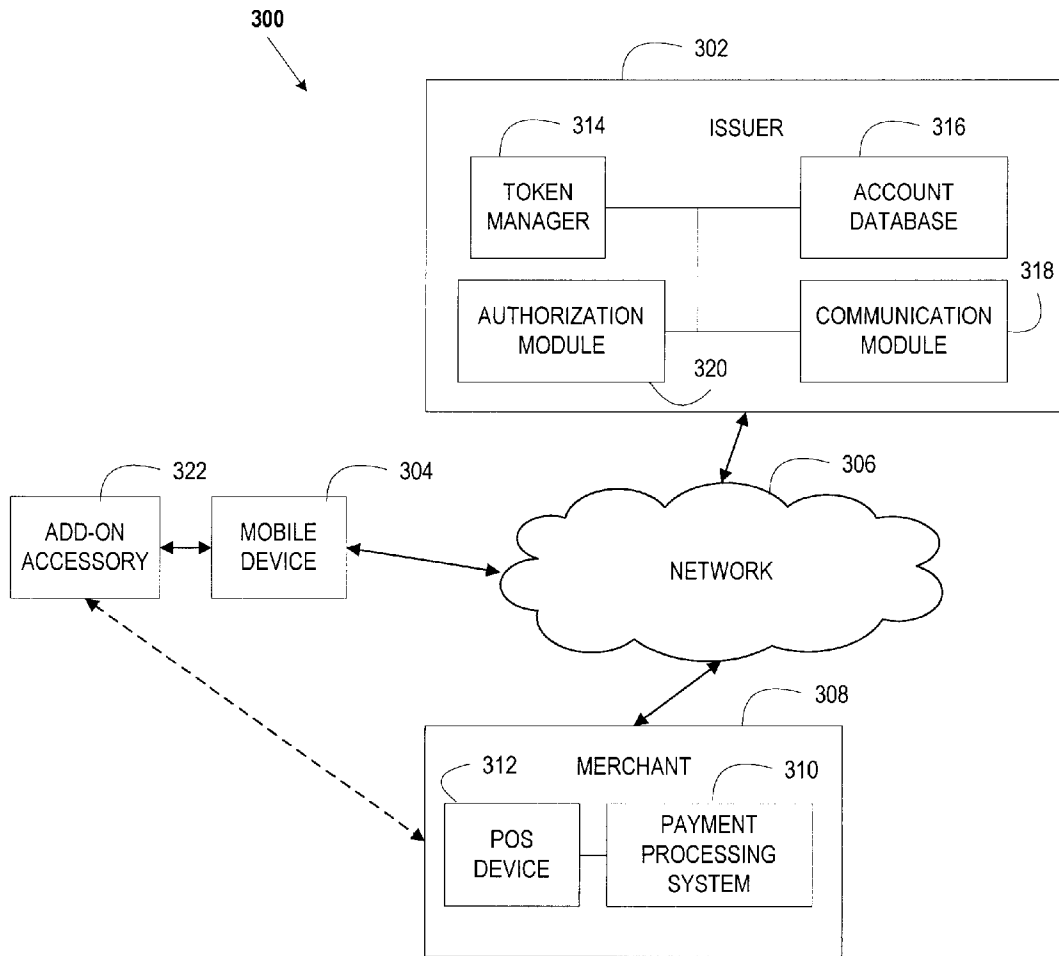 300
302
ISSUER
314
316
TOKEN
MANAGER
ACCOUNT
DATABASE
318
AUTHORIZATION
MODULE
COMMUNICATION
MODULE
320
322
304
306
ADD-ON
ACCESSORY
MOBILE
DEVICE
NETWORK
308
MERCHANT
312
310
POS
DEVICE
PAYMENT
PROCESSING
SYSTEM